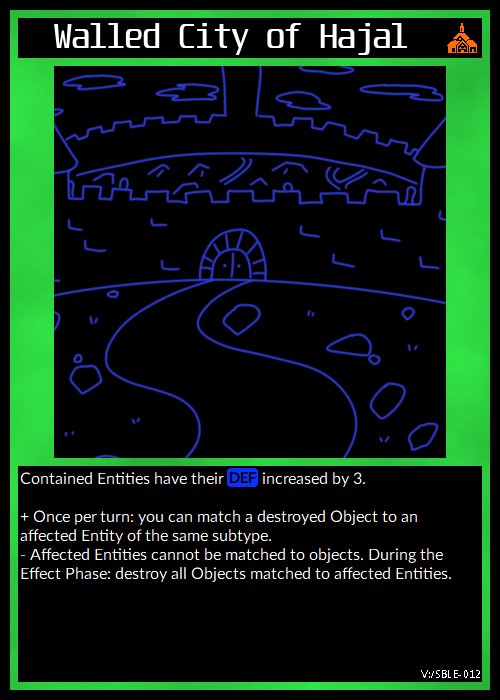 Walled City of Hajal
Contained Entities have their DEF increased by 3.
+ Once per turn: you can match a destroyed Object to an
affected Entity of the same subtype.
- Affected Entities cannot be matched to objects. During the
Effect Phase: destroy all Objects matched to affected Entities.
V:/SBLE-012